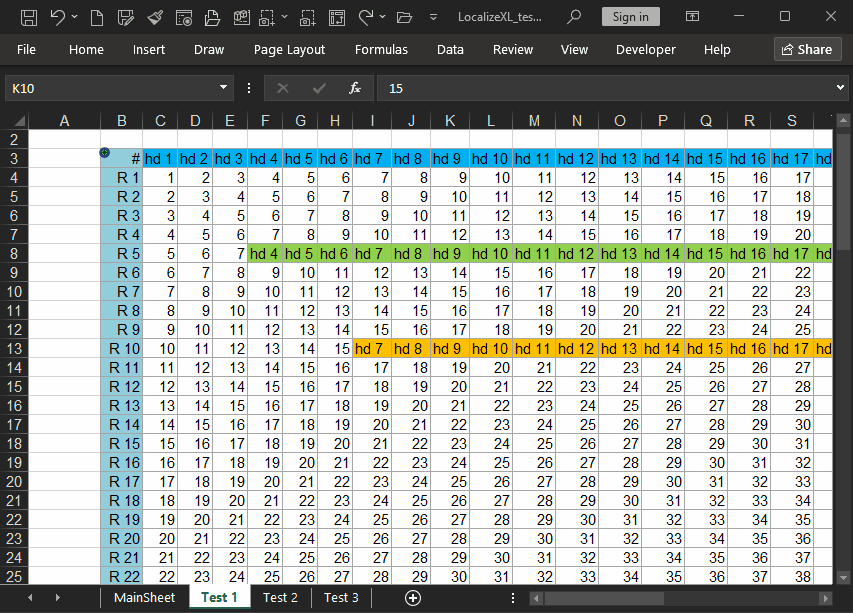 LocalizeXL_tes... Sign in
File Home Insert Draw Page Layout Formulas Data Review View Developer Help Share
K10 fx 15
A B C D E F G H I J K L M N O P Q R S
2
3 # hd 1 hd 2 hd 3 hd 4 hd 5 hd 6 hd 7 hd 8 hd 9 hd 10 hd 11 hd 12 hd 13 hd 14 hd 15 hd 16 hd 17 hd
4 R 1 1 2 3 4 5 6 7 8 9 10 11 12 13 14 15 16 17
5 R 2 2 3 4 5 6 7 8 9 10 11 12 13 14 15 16 17 18
6 R 3 3 4 5 6 7 8 9 10 11 12 13 14 15 16 17 18 19
7 R 4 4 5 6 7 8 9 10 11 12 13 14 15 16 17 18 19 20
8 R 5 5 6 7 hd 4 hd 5 hd 6 hd 7 hd 8 hd 9 hd 10 hd 11 hd 12 hd 13 hd 14 hd 15 hd 16 hd 17 hd
9 R 6 6 7 8 9 10 11 12 13 14 15 16 17 18 19 20 21 22
10 R 7 7 8 9 10 11 12 13 14 15 16 17 18 19 20 21 22 23
11 R 8 8 9 10 11 12 13 14 15 16 17 18 19 20 21 22 23 24
12 R 9 9 10 11 12 13 14 15 16 17 18 19 20 21 22 23 24 25
13 R 10 10 11 12 13 14 15 hd 7 hd 8 hd 9 hd 10 hd 11 hd 12 hd 13 hd 14 hd 15 hd 16 hd 17 hd
14 R 11 11 12 13 14 15 16 17 18 19 20 21 22 23 24 25 26 27
15 R 12 12 13 14 15 16 17 18 19 20 21 22 23 24 25 26 27 28
16 R 13 13 14 15 16 17 18 19 20 21 22 23 24 25 26 27 28 29
17 R 14 14 15 16 17 18 19 20 21 22 23 24 25 26 27 28 29 30
18 R 15 15 16 17 18 19 20 21 22 23 24 25 26 27 28 29 30 31
19 R 16 16 17 18 19 20 21 22 23 24 25 26 27 28 29 30 31 32
20 R 17 17 18 19 20 21 22 23 24 25 26 27 28 29 30 31 32 33
21 R 18 18 19 20 21 22 23 24 25 26 27 28 29 30 31 32 33 34
22 R 19 19 20 21 22 23 24 25 26 27 28 29 30 31 32 33 34 35
23 R 20 20 21 22 23 24 25 26 27 28 29 30 31 32 33 34 35 36
24 R 21 21 22 23 24 25 26 27 28 29 30 31 32 33 34 35 36 37
25 R 22 22 23 24 25 26 27 28 29 30 31 32 33 34 35 36 37 38
MainSheet Test 1 Test 2 Test 3